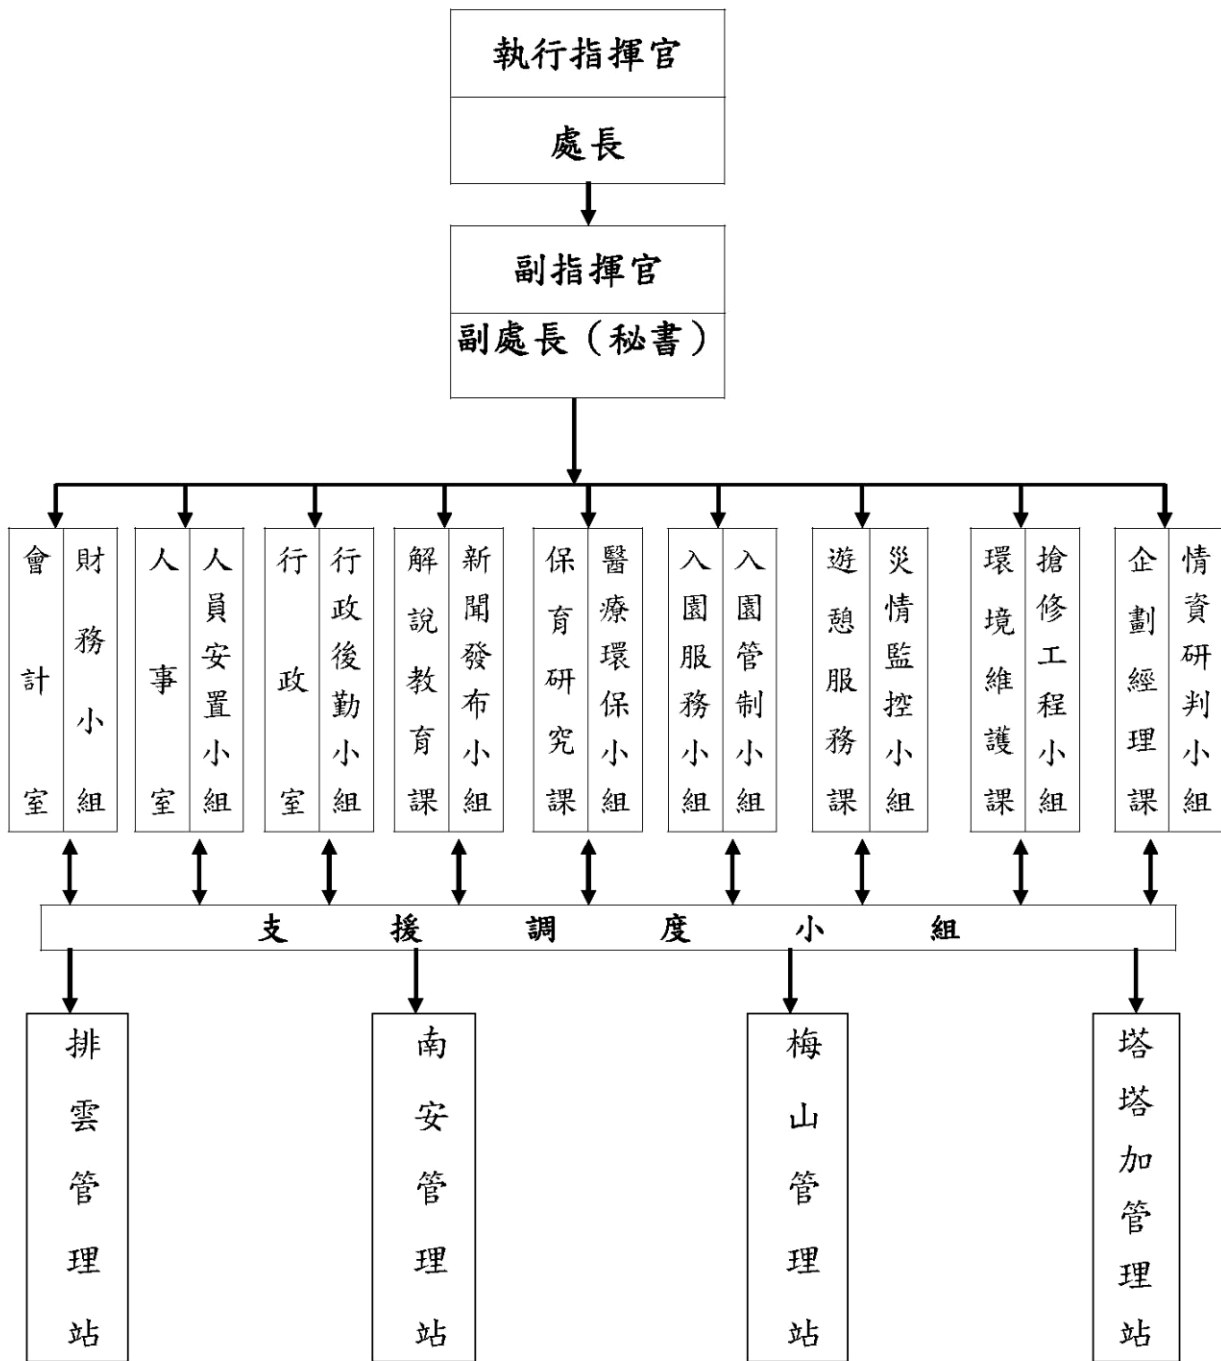 執行指揮官
處長
副指揮官
副處長（秘書）
會計室
財務小組
人事室
人員安置小組
行政室
行政後勤小組
解說教育課
新聞發布小組
保育研究課
醫療環保小組
入園服務小組
入園管制小組
遊憩服務課
災情監控小組
環境維護課
搶修工程小組
企劃經理課
情資研判小組
支援調度小組
排雲管理站
南安管理站
梅山管理站
塔塔加管理站